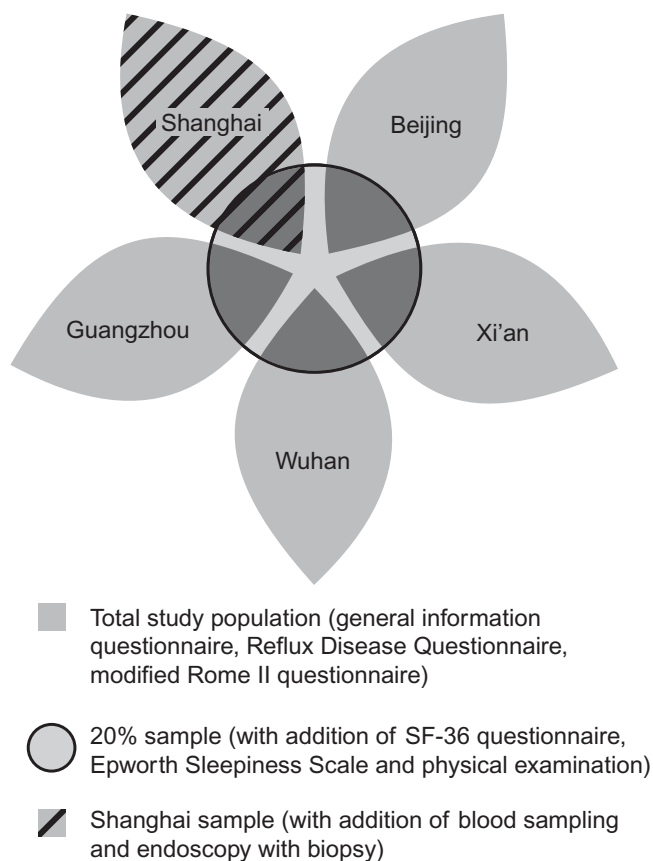 Shanghai
Beijing
Guangzhou
Xi’an
Wuhan
Total study population (general information
questionnaire, Reflux Disease Questionnaire,
modified Rome II questionnaire)
20% sample (with addition of SF-36 questionnaire,
Epworth Sleepiness Scale and physical examination)
Shanghai sample (with addition of blood sampling
and endoscopy with biopsy)